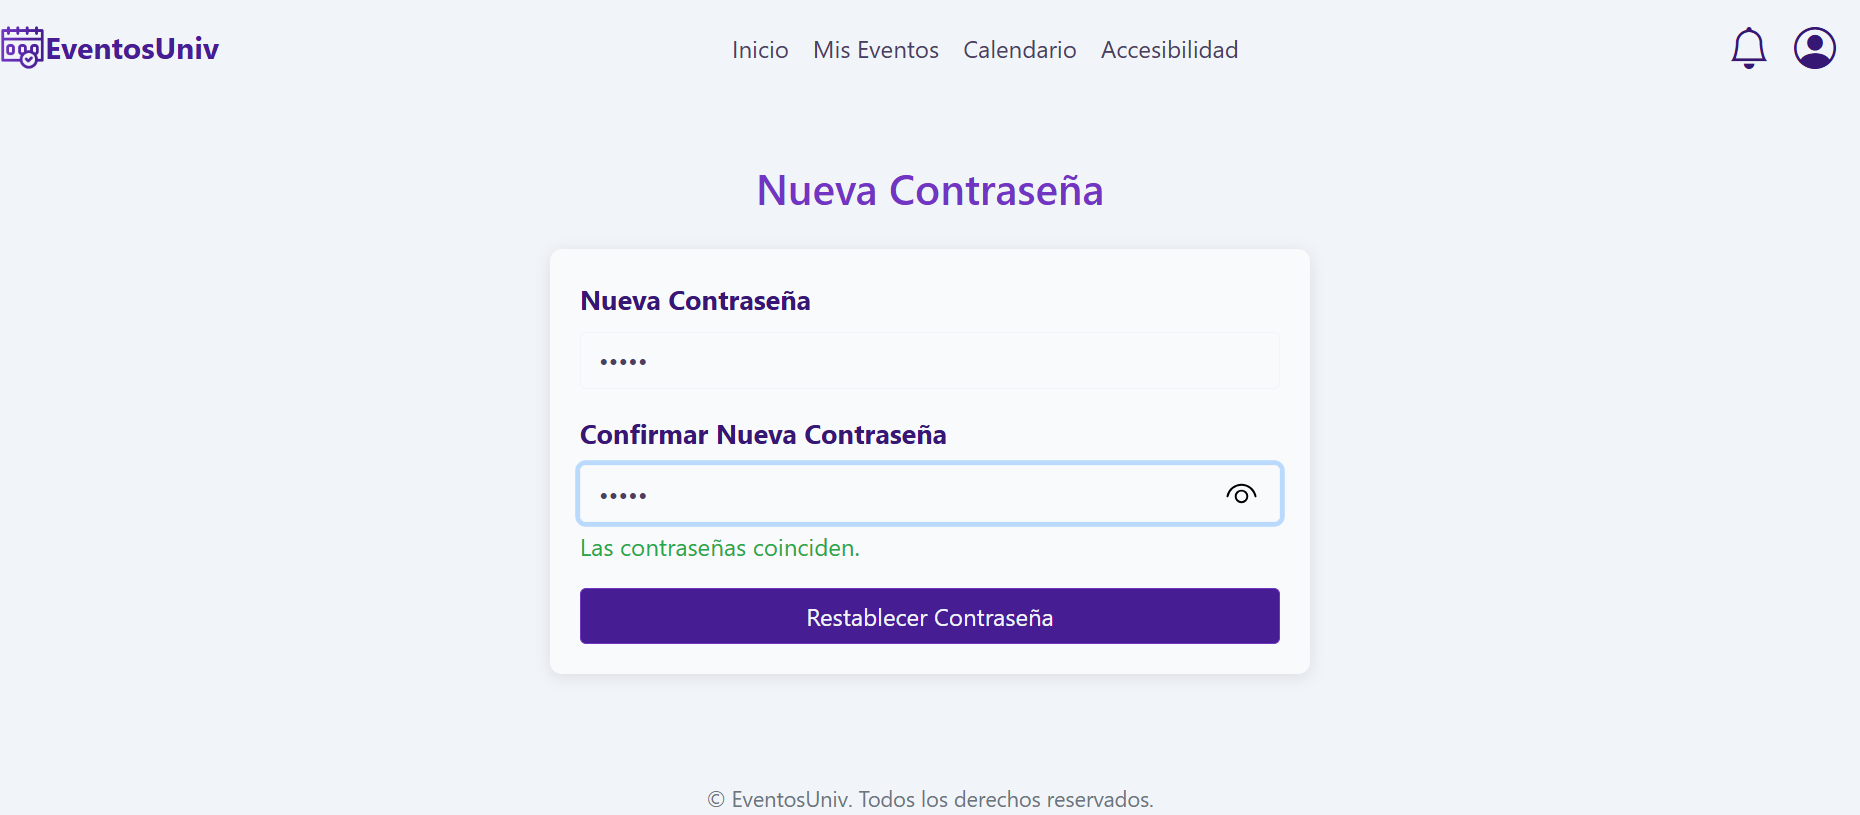 EventosUniv
Inicio Mis Eventos Calendario Accesibilidad
Nueva Contraseña
Nueva Contraseña
•••••
Confirmar Nueva Contraseña
•••••
Las contraseñas coinciden.
Restablecer Contraseña
© EventosUniv. Todos los derechos reservados.